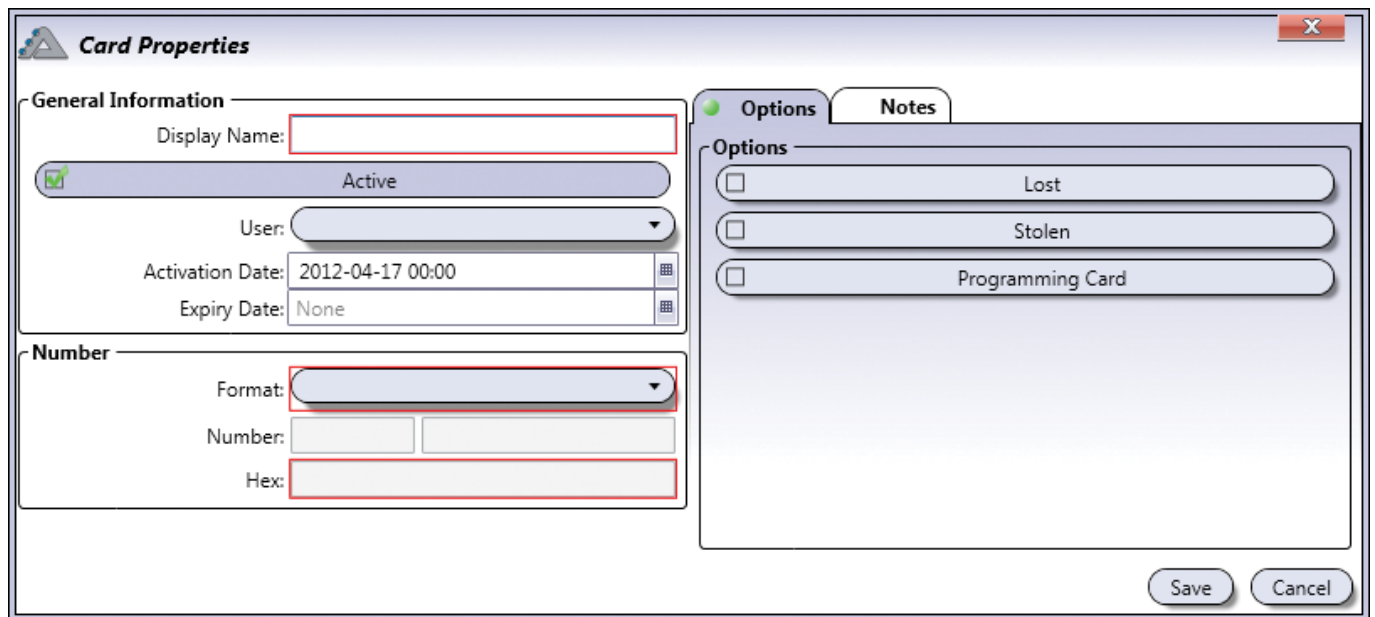 Card Properties
X
General Information
Display Name:
Active
User:
Activation Date: 2012-04-17 00:00
Expiry Date: None
Number
Format:
Number:
Hex:
Options Notes
Options
Lost
Stolen
Programming Card
Save Cancel